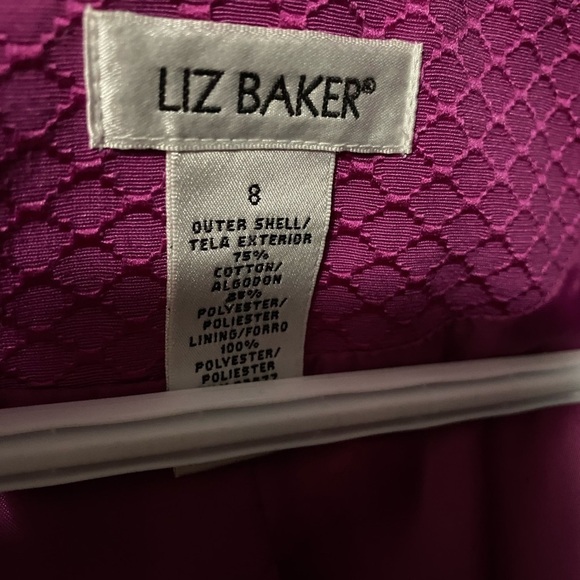 LIZ BAKER®
8
OUTER SHELL/
TELA EXTERIOR
75%
COTTON/
ALGODON
25%
POLYESTER/
POLIESTER
LINING/FORRO
100%
POLYESTER/
POLIESTER